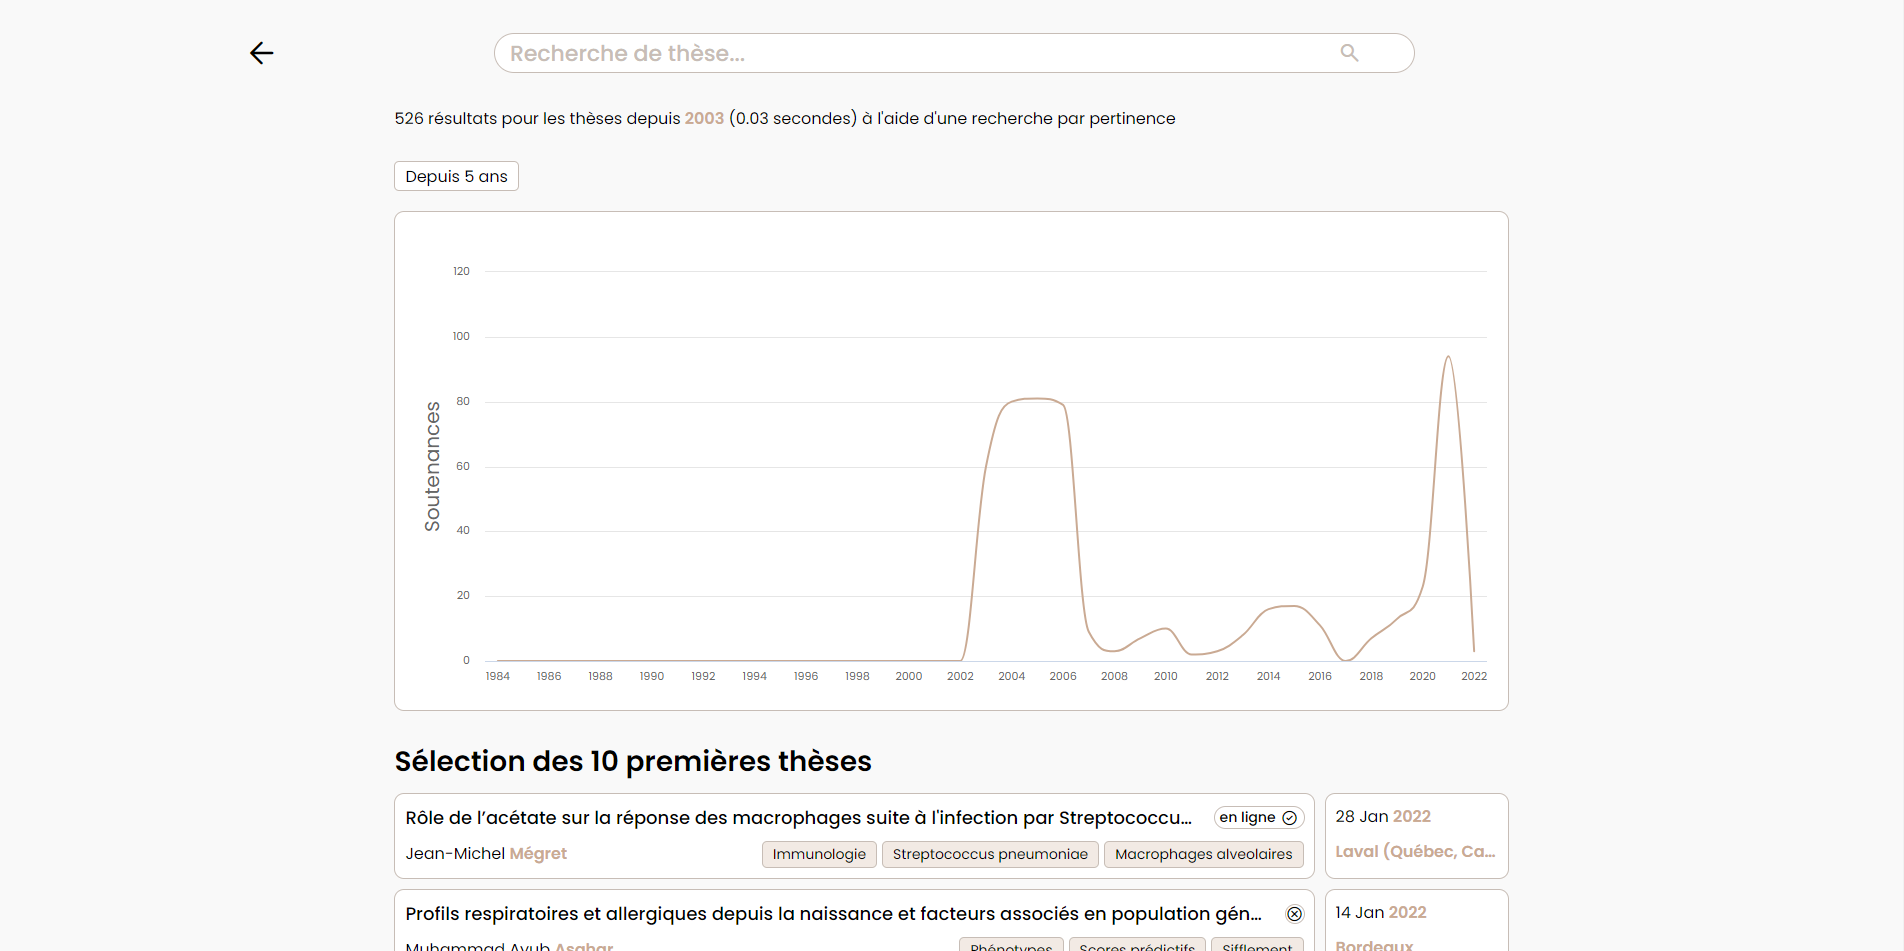 Recherche de thèse...
526 résultats pour les thèses depuis 2003 (0.03 secondes) à l'aide d'une recherche par pertinence
Depuis 5 ans
Soutenances
120
100
80
60
40
20
0
1984 1986 1988 1990 1992 1994 1996 1998 2000 2002 2004 2006 2008 2010 2012 2014 2016 2018 2020 2022
Sélection des 10 premières thèses
Rôle de l’acétate sur la réponse des macrophages suite à l'infection par Streptococcu... en ligne
Jean-Michel Mégret Immunologie Streptococcus pneumoniae Macrophages alveolaires
28 Jan 2022
Laval (Québec, Ca...
Profils respiratoires et allergiques depuis la naissance et facteurs associés en population gén...
Muhammad Ayub Asghar Phénotypes Scores prédictifs Sifflement
14 Jan 2022
Bordeaux